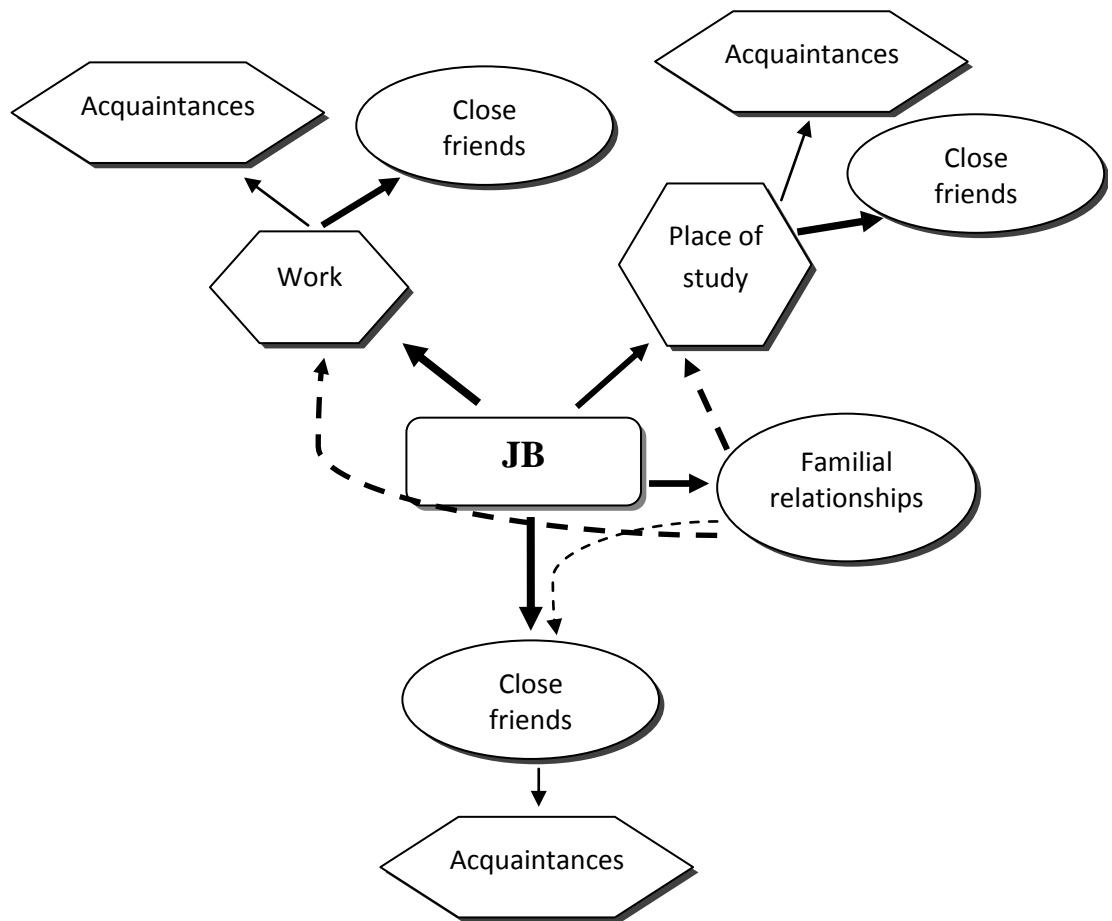 Acquaintances
Acquaintances
Close
friends
Close
friends
Place of
study
Work
JB
Familial
relationships
Close
friends
Acquaintances